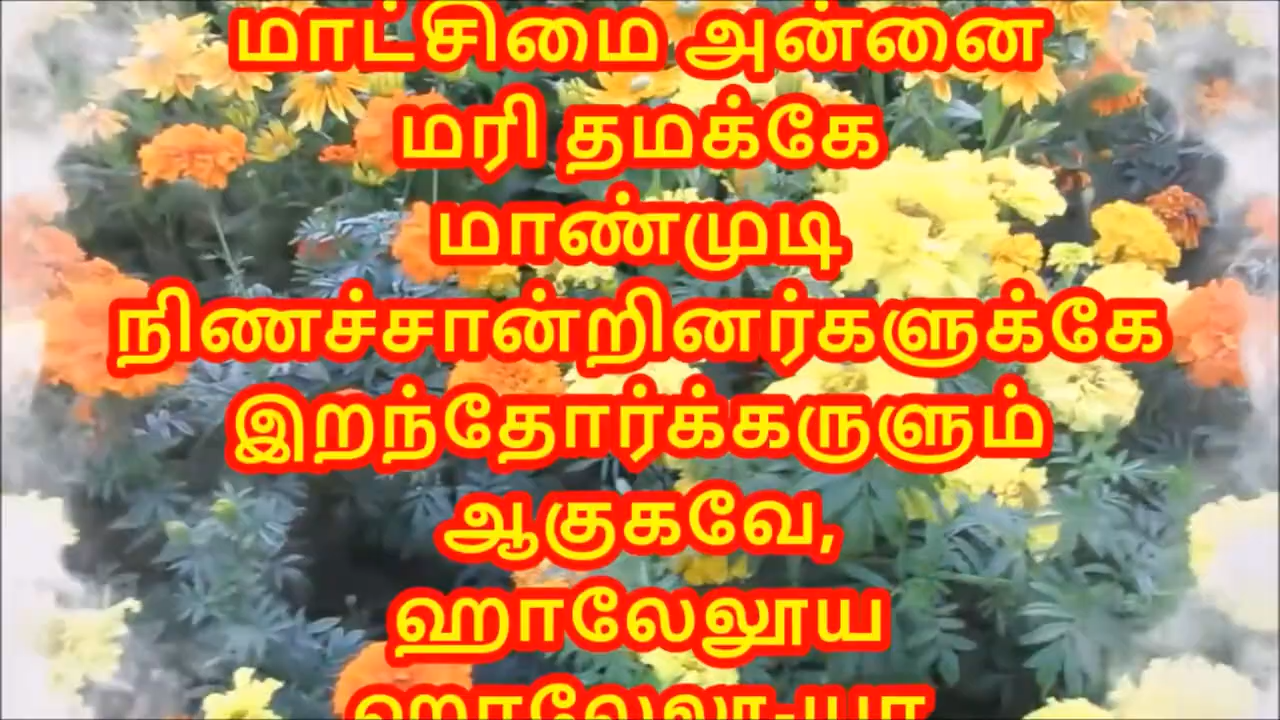 மாட்சிமை அன்னை
மரி தமக்கே
மாண்முடி
நிணச்சான்றினர்களுக்கே
இறந்தோர்க்கருளும்
ஆகுகவே,
ஹாலேலூய